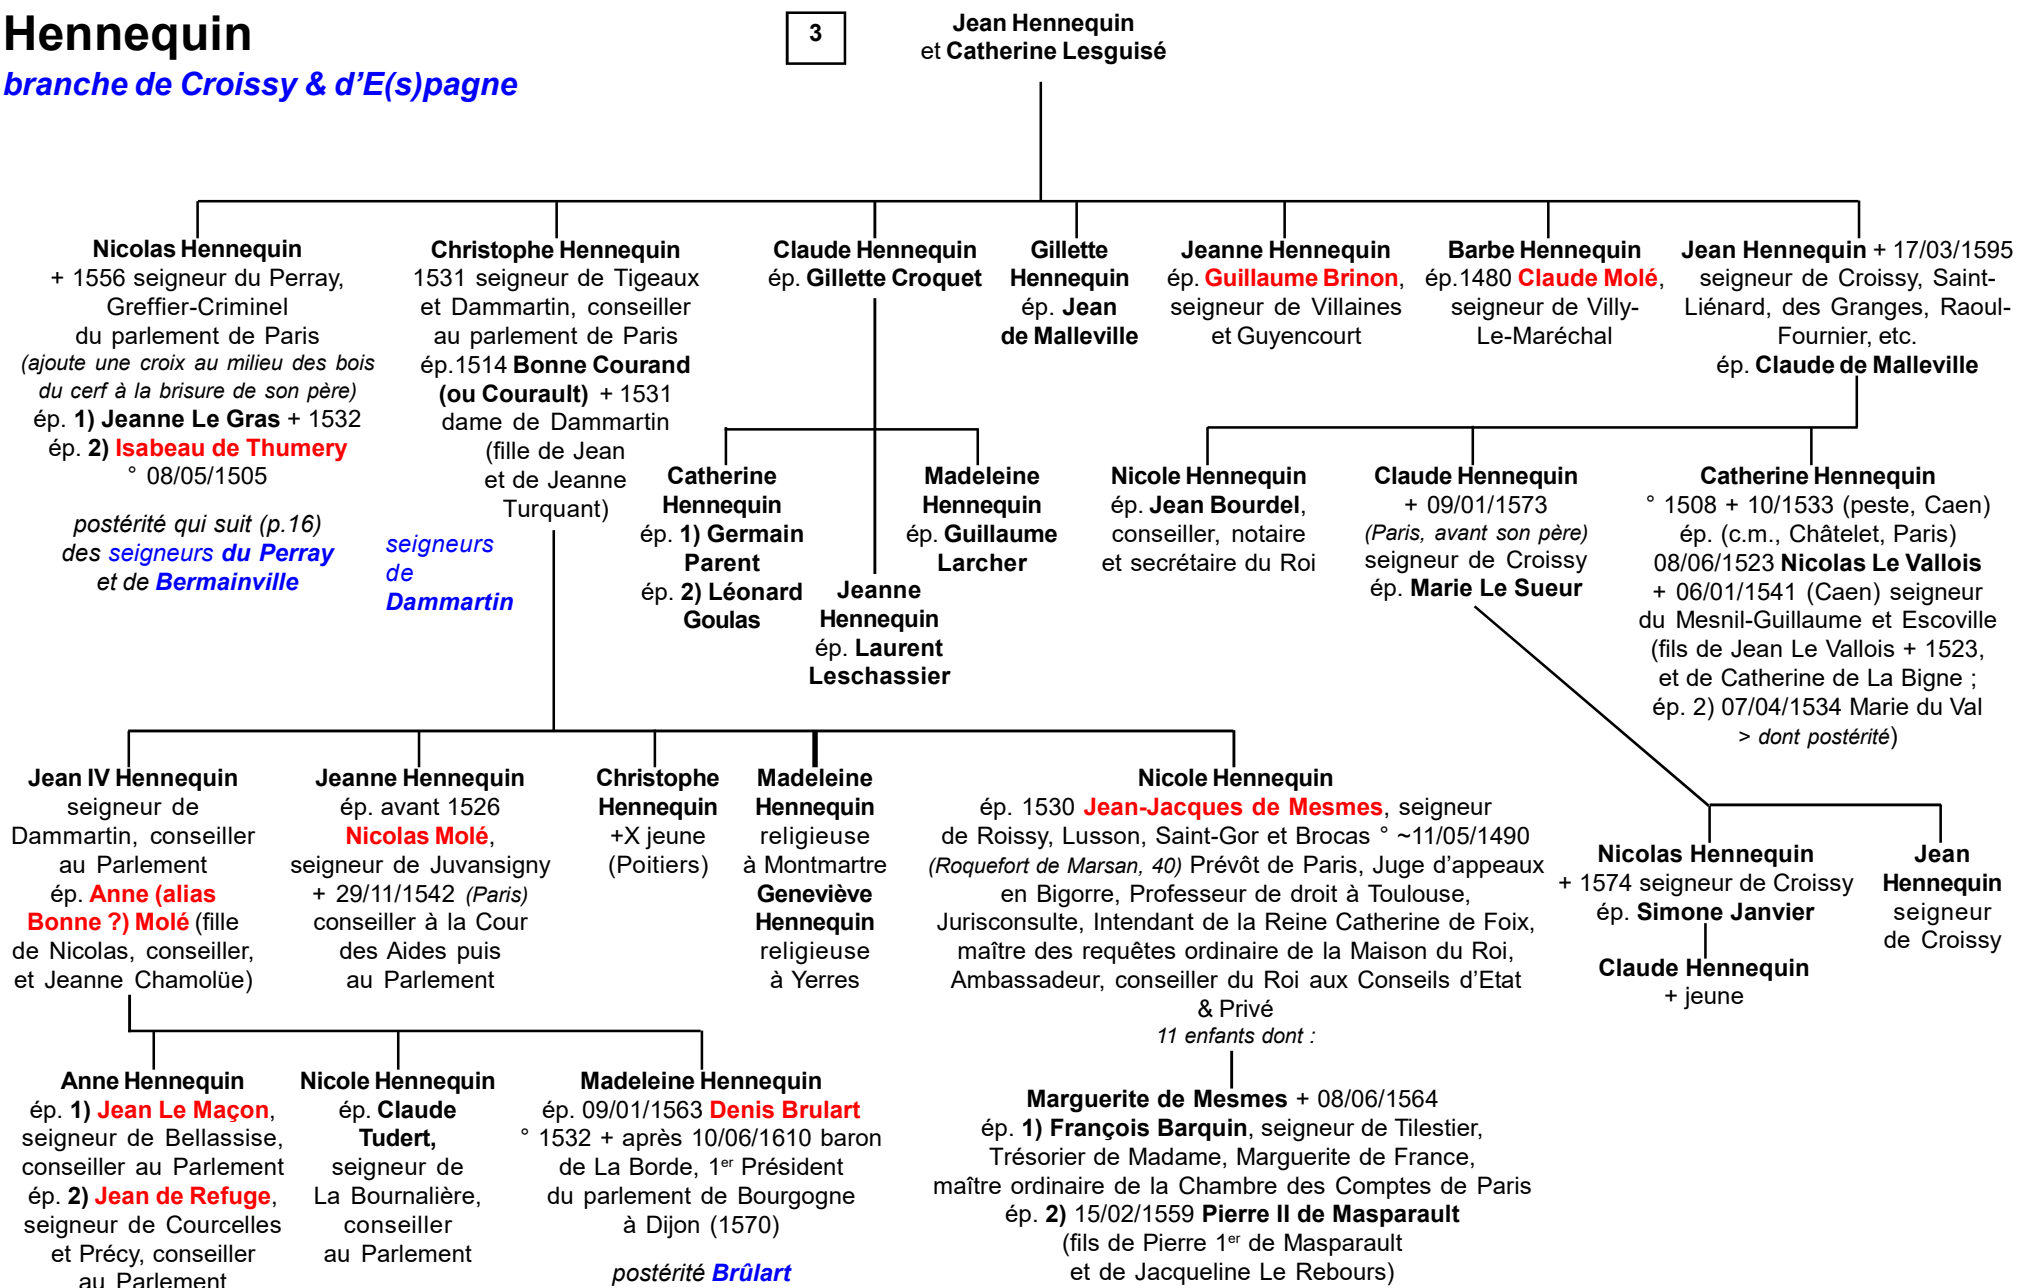 Hennequin
branche de Croissy & d’E(s)pagne
3
Jean Hennequin
et Catherine Lesguisé
Nicolas Hennequin
+ 1556 seigneur du Perray,
Greffier-Criminel
du parlement de Paris
(ajoute une croix au milieu des bois
du cerf à la brisure de son père)
ép. 1) Jeanne Le Gras + 1532
ép. 2) Isabeau de Thumery
° 08/05/1505
postérité qui suit (p.16)
des seigneurs du Perray
et de Bermainville
Christophe Hennequin
1531 seigneur de Tigeaux
et Dammartin, conseiller
au parlement de Paris
ép.1514 Bonne Courand
(ou Courault) + 1531
dame de Dammartin
(fille de Jean
et de Jeanne
Turquant)
seigneurs
de
Dammartin
Claude Hennequin
ép. Gillette Croquet
Gillette
Hennequin
ép. Jean
de Malleville
Jeanne Hennequin
ép. Guillaume Brinon,
seigneur de Villaines
et Guyencourt
Barbe Hennequin
ép.1480 Claude Molé,
seigneur de Villy-
Le-Maréchal
Jean Hennequin + 17/03/1595
seigneur de Croissy, Saint-
Liénard, des Granges, Raoul-
Fournier, etc.
ép. Claude de Malleville
Catherine
Hennequin
ép. 1) Germain
Parent
ép. 2) Léonard
Goulas
Jeanne
Hennequin
ép. Laurent
Leschassier
Madeleine
Hennequin
ép. Guillaume
Larcher
Nicole Hennequin
ép. Jean Bourdel,
conseiller, notaire
et secrétaire du Roi
Claude Hennequin
+ 09/01/1573
(Paris, avant son père)
seigneur de Croissy
ép. Marie Le Sueur
Catherine Hennequin
° 1508 + 10/1533 (peste, Caen)
ép. (c.m., Châtelet, Paris)
08/06/1523 Nicolas Le Vallois
+ 06/01/1541 (Caen) seigneur
du Mesnil-Guillaume et Escoville
(fils de Jean Le Vallois + 1523,
et de Catherine de La Bigne ;
ép. 2) 07/04/1534 Marie du Val
> dont postérité)
Jean IV Hennequin
seigneur de
Dammartin, conseiller
au Parlement
ép. Anne (alias
Bonne ?) Molé (fille
de Nicolas, conseiller,
et Jeanne Chamolüe)
Jeanne Hennequin
ép. avant 1526
Nicolas Molé,
seigneur de Juvansigny
+ 29/11/1542 (Paris)
conseiller à la Cour
des Aides puis
au Parlement
Christophe
Hennequin
+X jeune
(Poitiers)
Madeleine
Hennequin
religieuse
à Montmartre
Geneviève
Hennequin
religieuse
à Yerres
Nicole Hennequin
ép. 1530 Jean-Jacques de Mesmes, seigneur
de Roissy, Lusson, Saint-Gor et Brocas ° ~11/05/1490
(Roquefort de Marsan, 40) Prévôt de Paris, Juge d’appeaux
en Bigorre, Professeur de droit à Toulouse,
Jurisconsulte, Intendant de la Reine Catherine de Foix,
maître des requêtes ordinaire de la Maison du Roi,
Ambassadeur, conseiller du Roi aux Conseils d’Etat
& Privé
11 enfants dont :
Nicolas Hennequin
+ 1574 seigneur de Croissy
ép. Simone Janvier
Claude Hennequin
+ jeune
Jean
Hennequin
seigneur
de Croissy
Anne Hennequin
ép. 1) Jean Le Maçon,
seigneur de Bellassise,
conseiller au Parlement
ép. 2) Jean de Refuge,
seigneur de Courcelles
et Précy, conseiller
au Parlement
Nicole Hennequin
ép. Claude
Tudert,
seigneur de
La Bournalière,
conseiller
au Parlement
Madeleine Hennequin
ép. 09/01/1563 Denis Brulart
° 1532 + après 10/06/1610 baron
de La Borde, 1er Président
du parlement de Bourgogne
à Dijon (1570)
postérité Brûlart
Marguerite de Mesmes + 08/06/1564
ép. 1) François Barquin, seigneur de Tilestier,
Trésorier de Madame, Marguerite de France,
maître ordinaire de la Chambre des Comptes de Paris
ép. 2) 15/02/1559 Pierre II de Masparault
(fils de Pierre 1er de Masparault
et de Jacqueline Le Rebours)